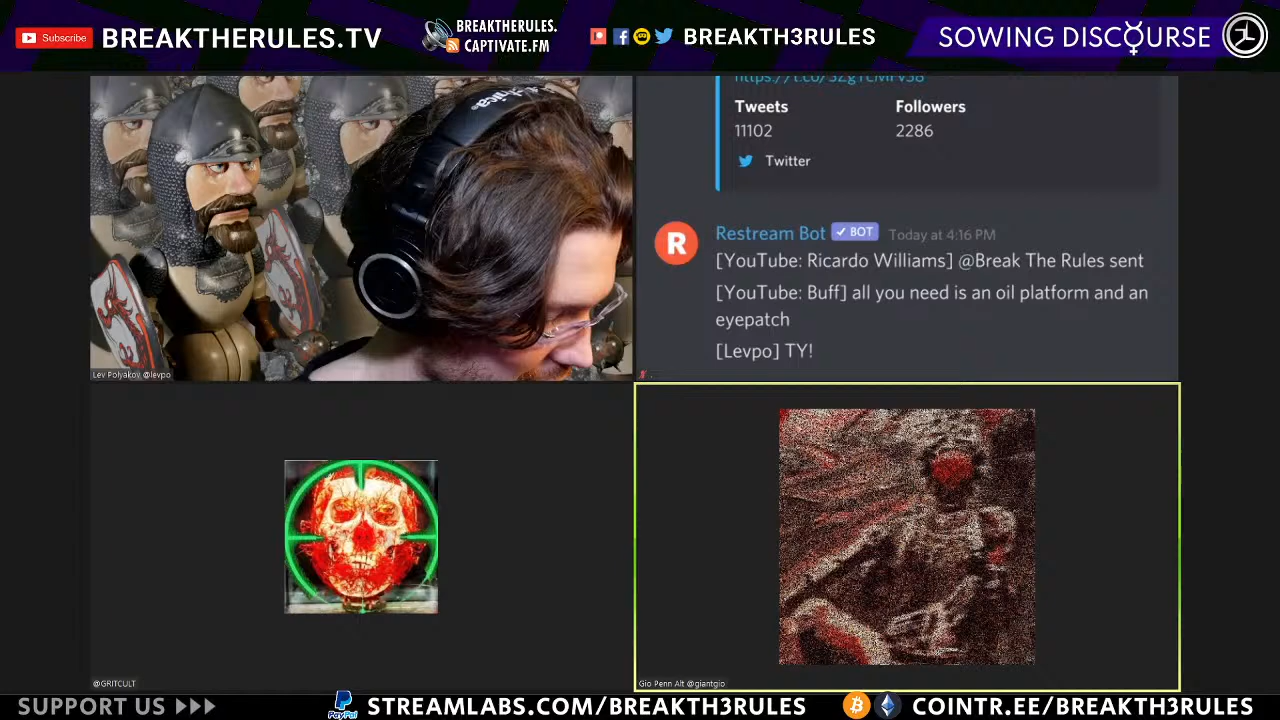 Subscribe
BREAKTHERULES.TV
BREAKTHERULES.
CAPTIVATE.FM
BREAKTH3RULES
SOWING DISCOURSE
Tweets
Followers
11102
2286
Twitter
Restream Bot
BOT
Today at 4:16 PM
[YouTube: Ricardo Williams] @Break The Rules sent
[YouTube: Buff] all you need is an oil platform and an
eyepatch
[Levpo] TY!
Lev Polyakov @levpo
@GRITCULT
Gio Penn Alt @giantgio
SUPPORT US
PayPal
STREAMLABS.COM/BREAKTH3RULES
COINTR.EE/BREAKTH3RULES